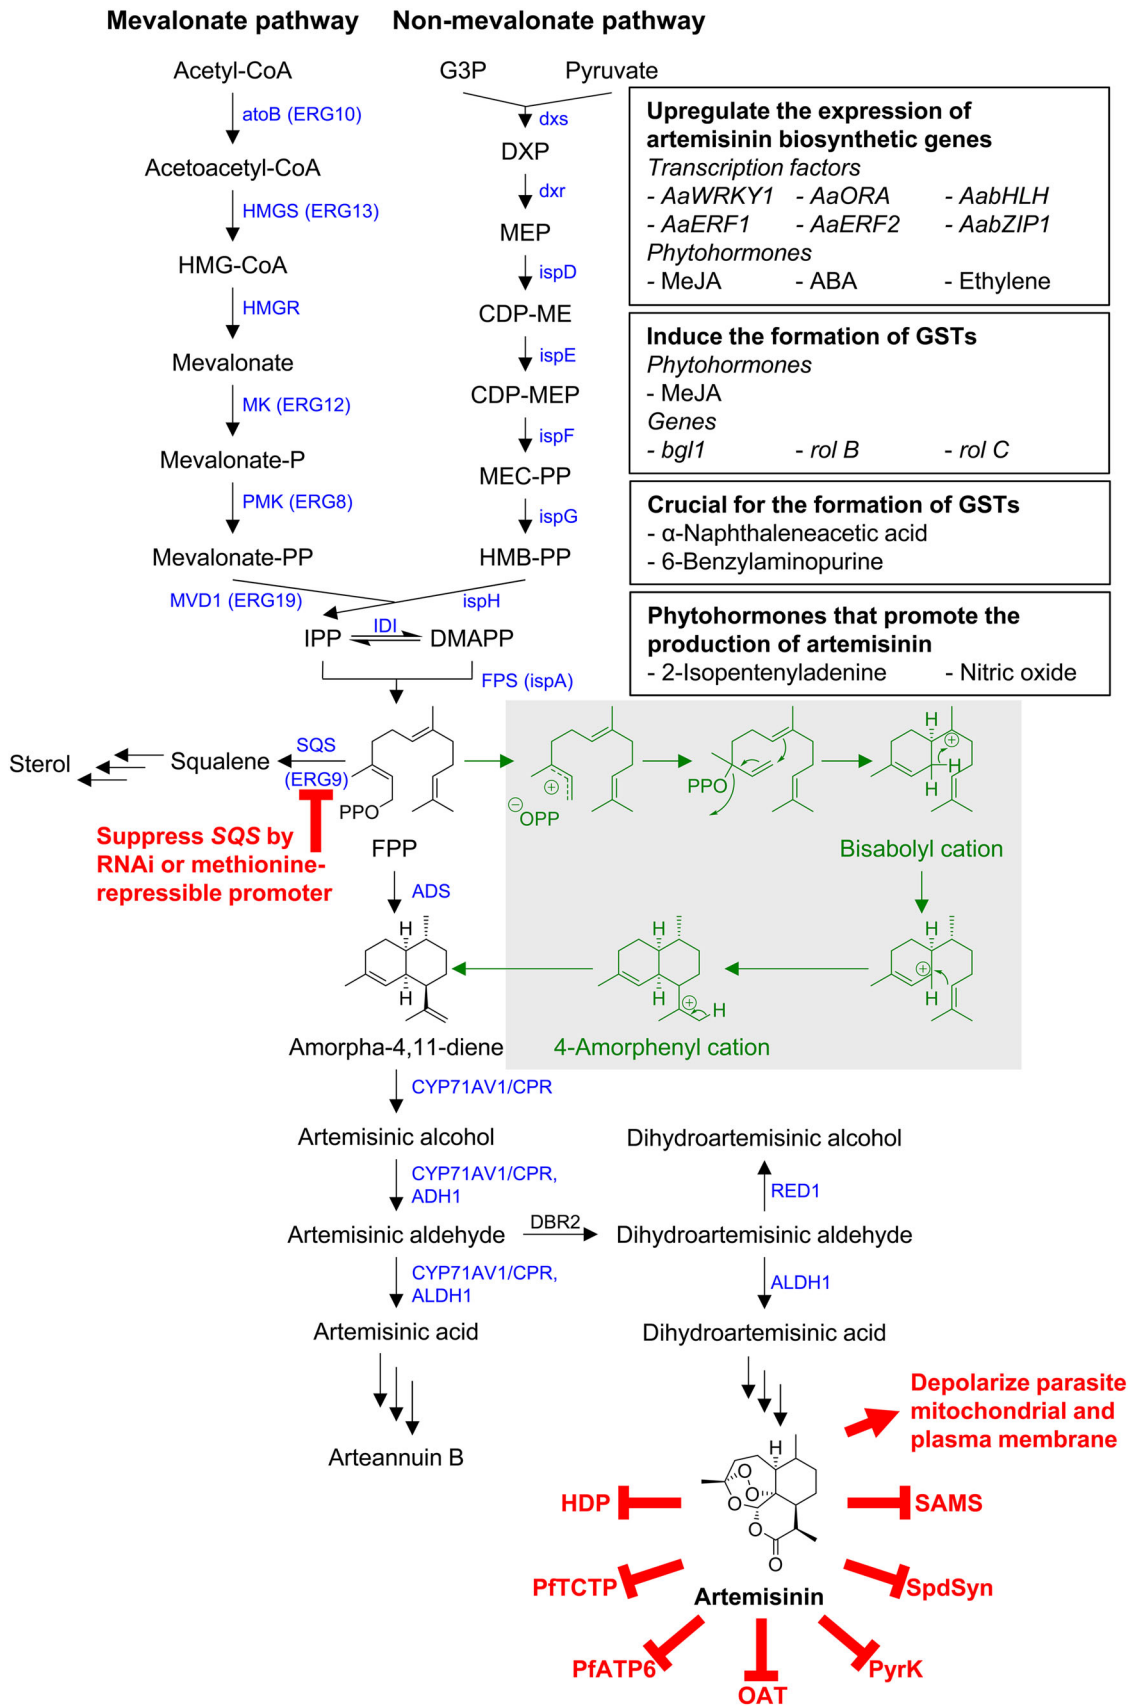 Mevalonate pathway
Non-mevalonate pathway
Acetyl-CoA
atoB (ERG10)
Acetoacetyl-CoA
HMGS (ERG13)
HMG-CoA
HMGR
Mevalonate
MK (ERG12)
Mevalonate-P
PMK (ERG8)
Mevalonate-PP
MVD1 (ERG19)
G3P
Pyruvate
dxs
DXP
dxr
MEP
ispD
CDP-ME
ispE
CDP-MEP
ispF
MEC-PP
ispG
HMB-PP
ispH
IPP
IDI
DMAPP
FPS (ispA)
Upregulate the expression of
artemisinin biosynthetic genes
Transcription factors
- AaWRKY1 - AaORA - AabHLH
- AaERF1 - AaERF2 - AabZIP1
Phytohormones
- MeJA - ABA - Ethylene
Induce the formation of GSTs
Phytohormones
- MeJA
Genes
- bgl1 - rol B - rol C
Crucial for the formation of GSTs
- α-Naphthaleneacetic acid
- 6-Benzylaminopurine
Phytohormones that promote the
production of artemisinin
- 2-Isopentenyladenine - Nitric oxide
Sterol
Squalene
SQS
(ERG9)
PPO
FPP
Suppress SQS by
RNAi or methionine-
repressible promoter
+
−
OPP
PPO
H
+
H
H
Bisabolyl cation
ADS
H
H
Amorpha-4,11-diene
H
H
+
H
4-Amorphenyl cation
H
+
H
CYP71AV1/CPR
Artemisinic alcohol
CYP71AV1/CPR,
ADH1
Artemisinic aldehyde
DBR2
Dihydroartemisinic aldehyde
RED1
Dihydroartemisinic alcohol
CYP71AV1/CPR,
ALDH1
Artemisinic acid
Arteannuin B
ALDH1
Dihydroartemisinic acid
Depolarize parasite
mitochondrial and
plasma membrane
H
O
O
O
O
O
Artemisinin
HDP
SAMS
PfTCTP
SpdSyn
PfATP6
PyrK
OAT